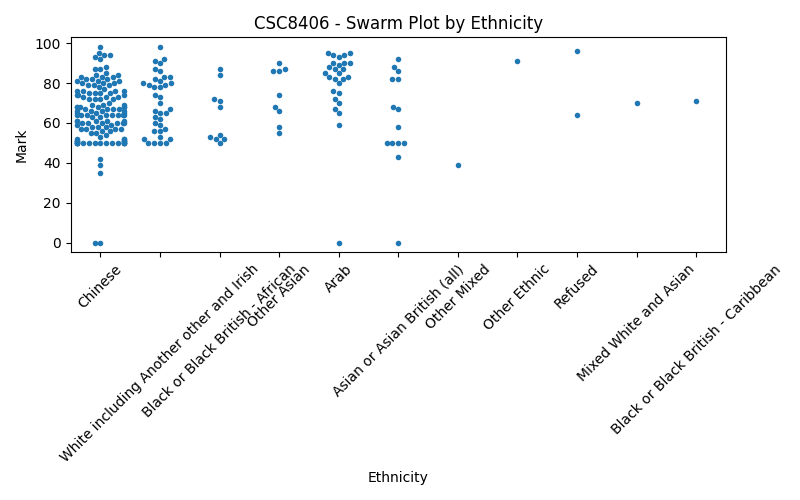 CSC8406 - Swarm Plot by Ethnicity
Mark
100
80
60
40
20
0
Chinese
White including Another other and Irish
Black or Black British - African
Other Asian
Arab
Asian or Asian British (all)
Other Mixed
Other Ethnic
Refused
Mixed White and Asian
Black or Black British - Caribbean
Ethnicity